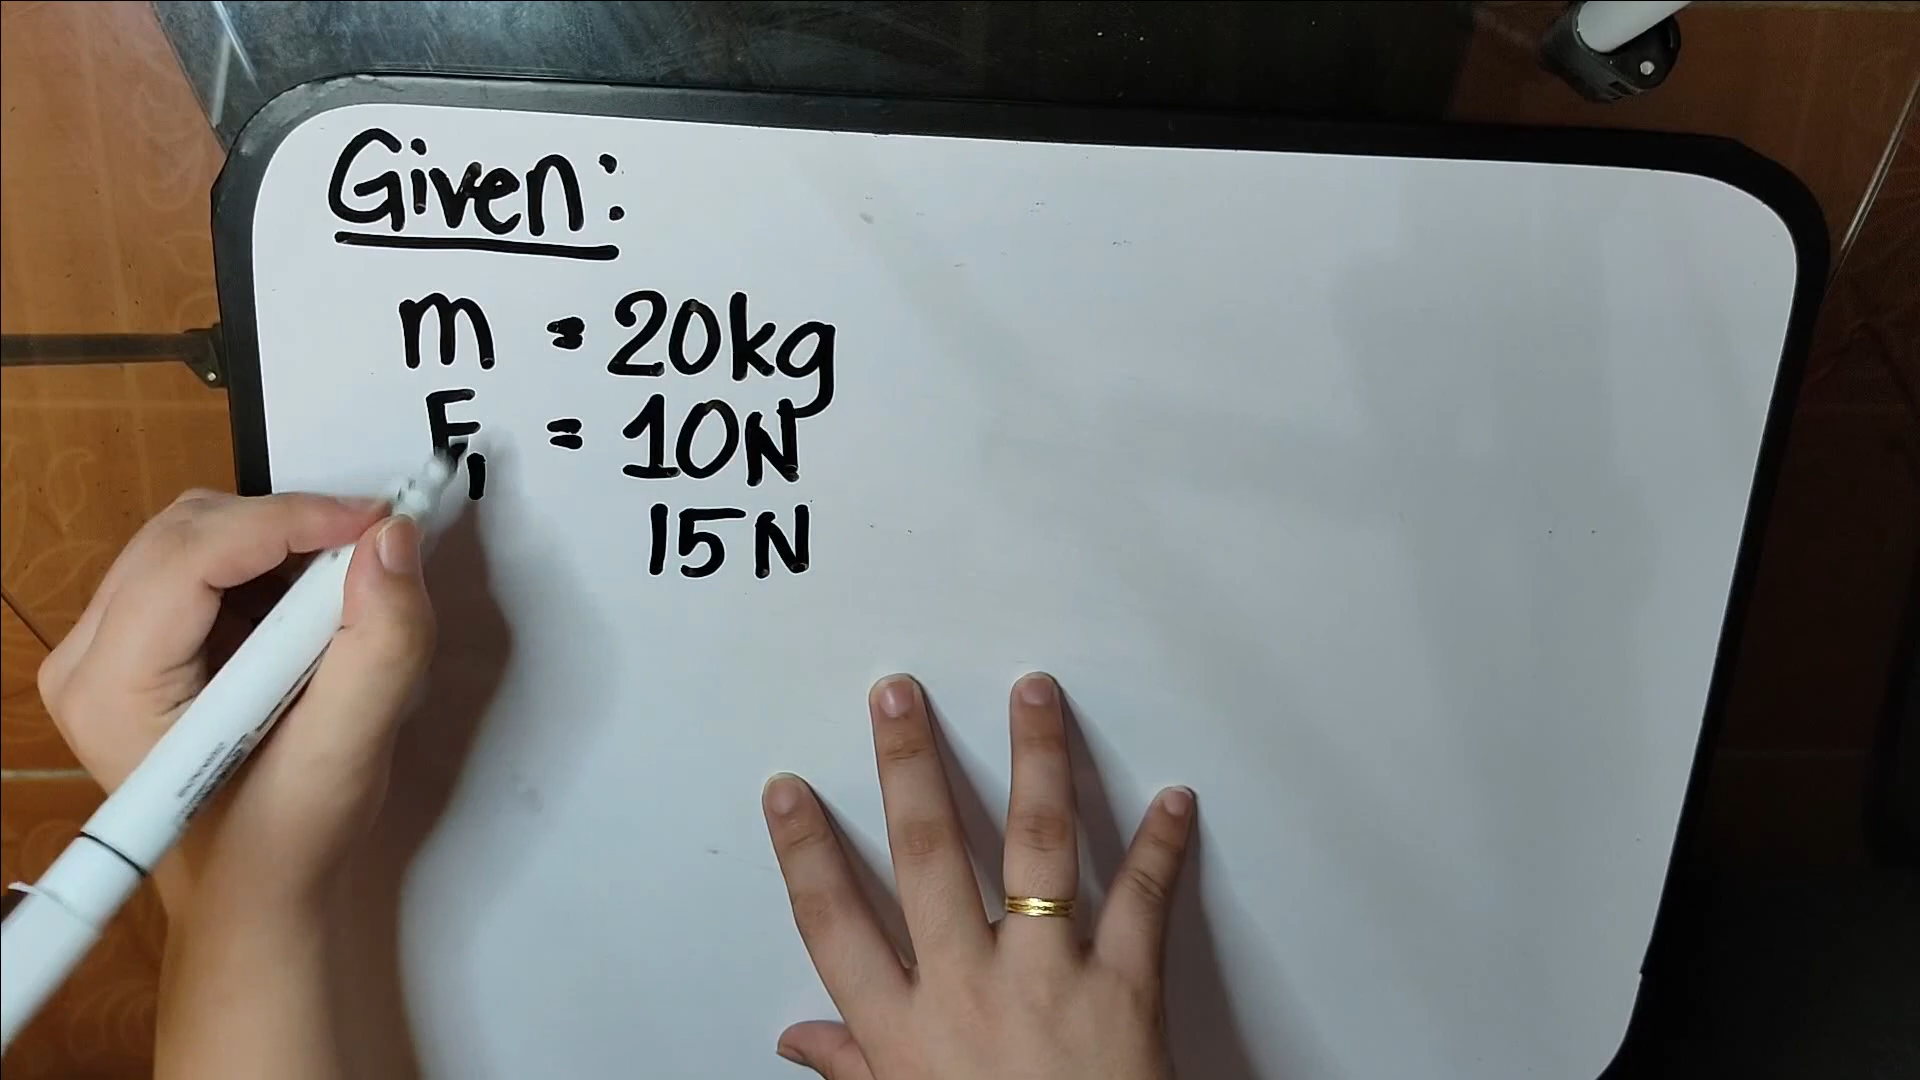 Given:
m = 20kg
F1 = 10N
15N